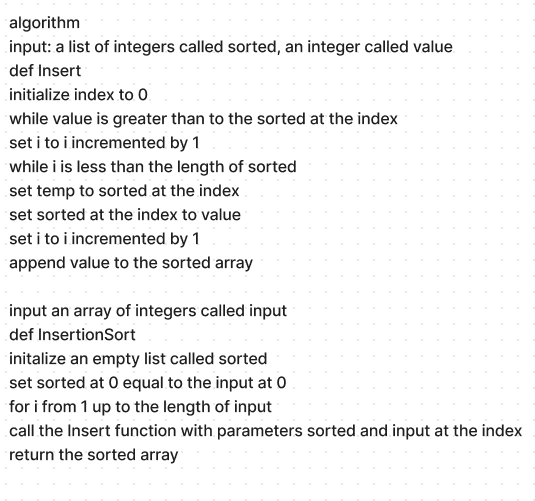 algorithm
input: a list of integers called sorted, an integer called value
def Insert
initialize index to 0
while value is greater than to the sorted at the index
set i to i incremented by 1
while i is less than the length of sorted
set temp to sorted at the index
set sorted at the index to value
set i to i incremented by 1
append value to the sorted array

input an array of integers called input
def InsertionSort
initalize an empty list called sorted
set sorted at 0 equal to the input at 0
for i from 1 up to the length of input
call the Insert function with parameters sorted and input at the index
return the sorted array